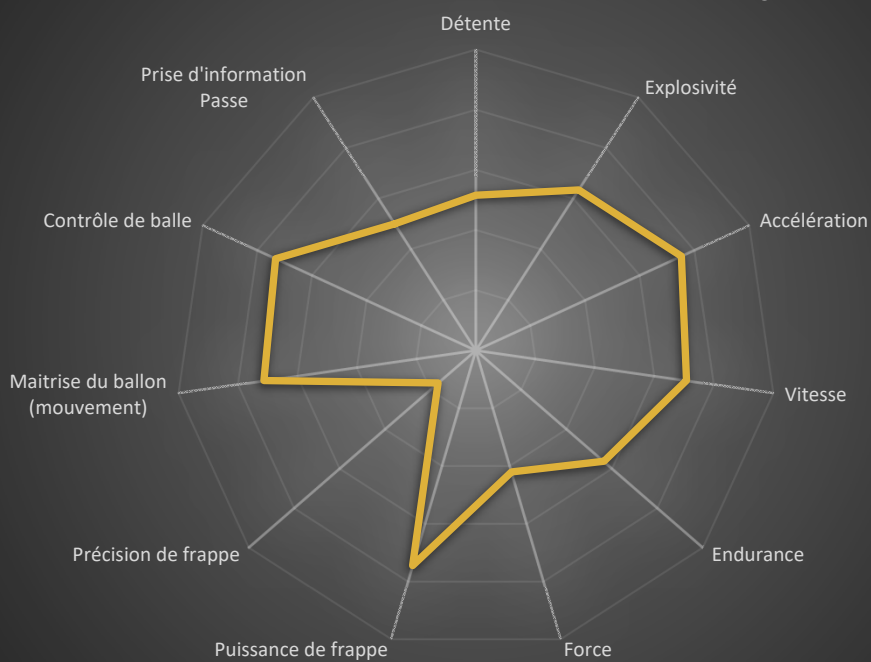 Détente
Prise d'information
Passe
Explosivité
Contrôle de balle
Accélération
Maitrise du ballon
(mouvement)
Vitesse
Précision de frappe
Endurance
Puissance de frappe
Force